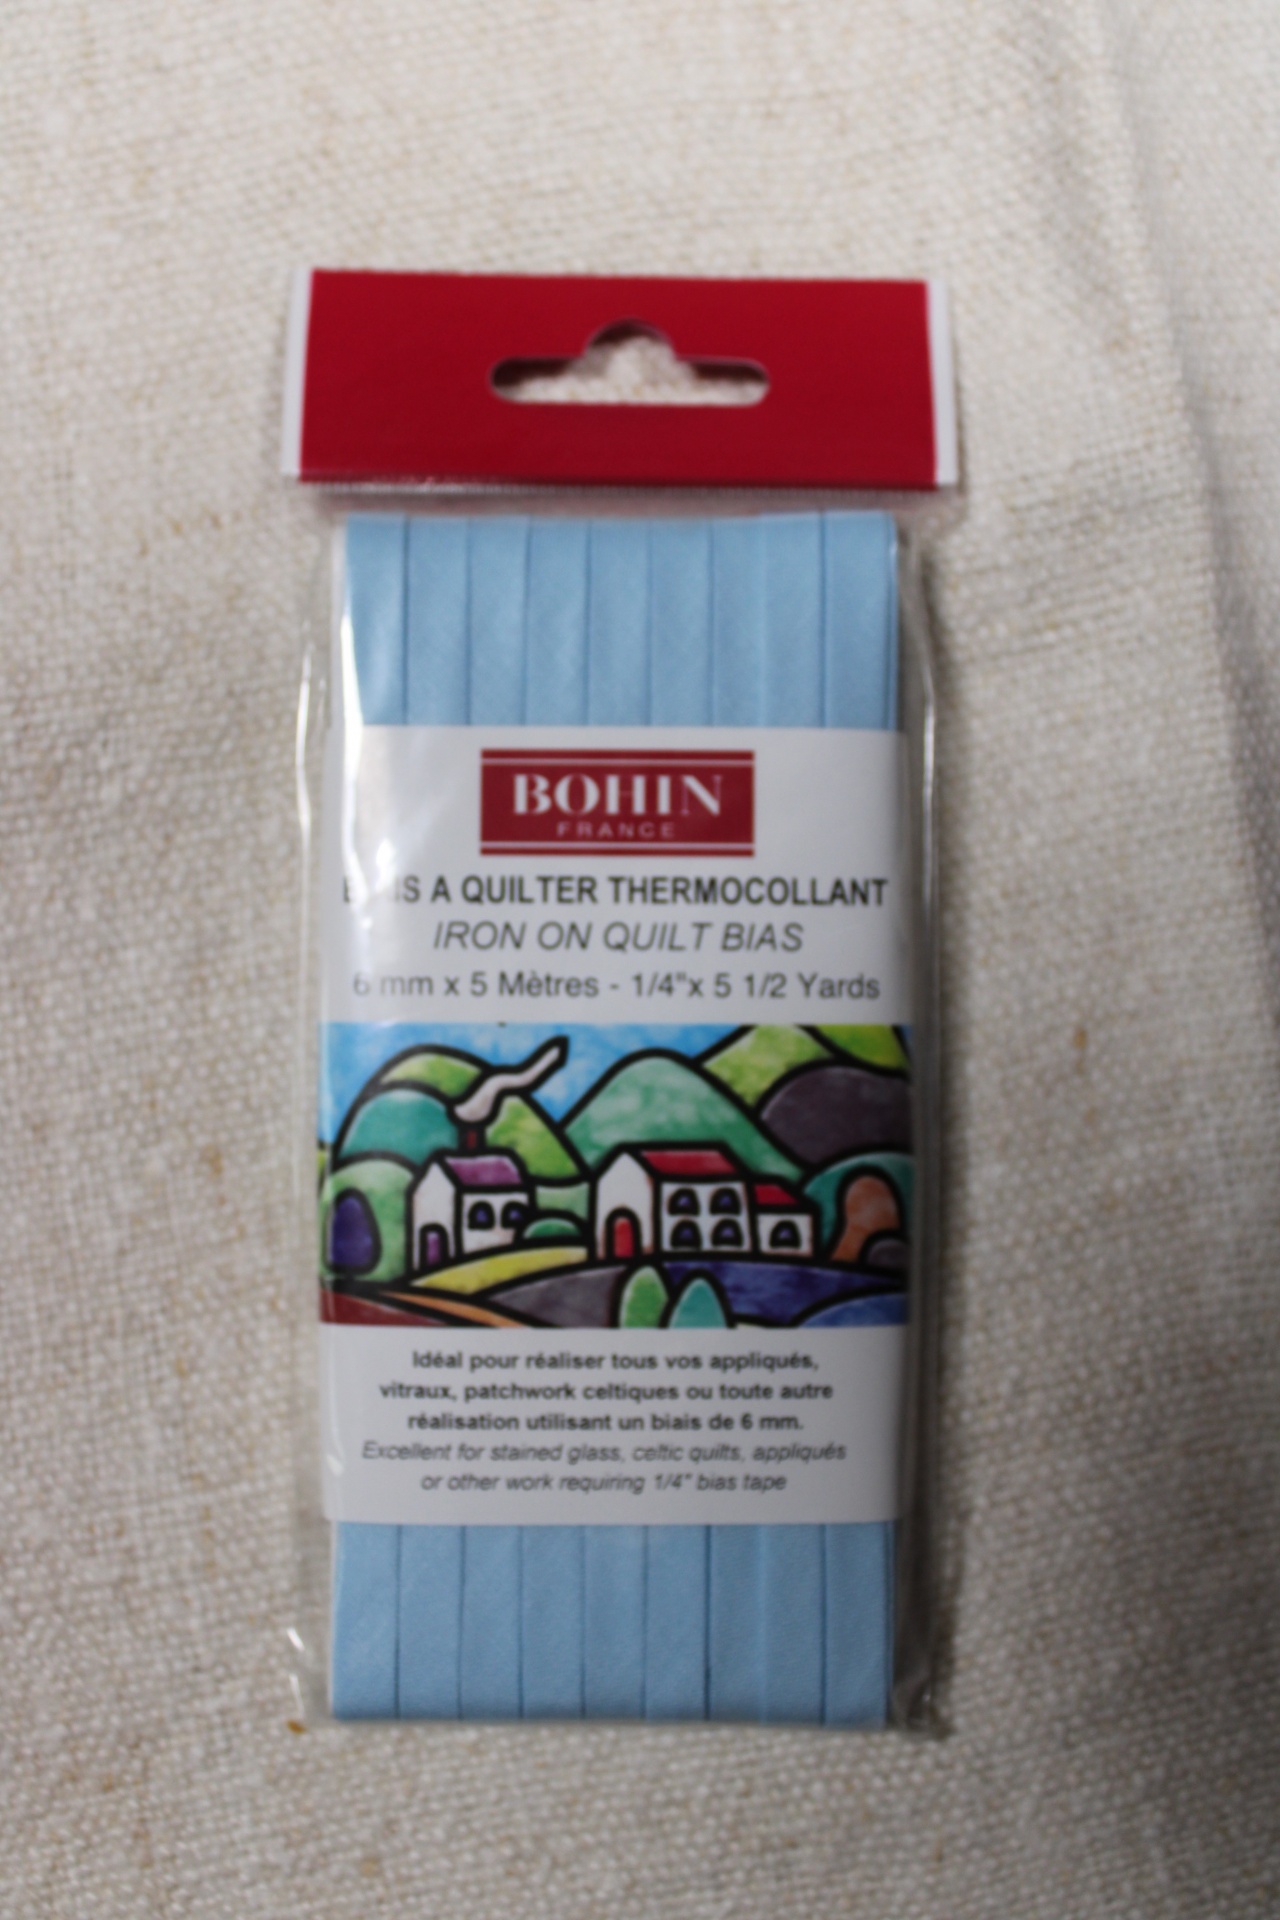 BOHIN
FRANCE
IS A QUILTER THERMOCOLLANT
IRON ON QUILT BIAS
6 mm x 5 Mètres - 1/4"x 5 1/2 Yards
Idéal pour réaliser tous vos appliqués,
vitraux, patchwork celtiques ou toute autre
réalisation utilisant un biais de 6 mm.
Excellent for stained glass, celtic quilts, appliqués
or other work requiring 1/4" bias tape